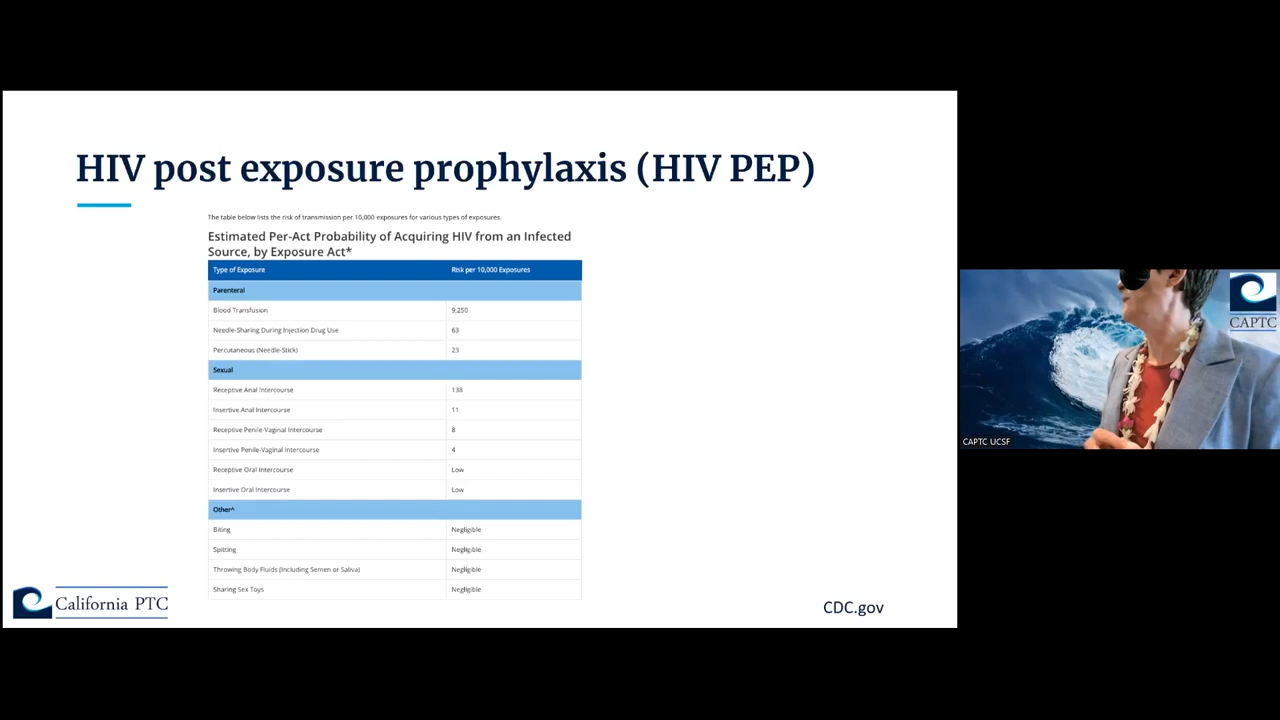 HIV post exposure prophylaxis (HIV PEP)
The table below lists the risk of transmission per 10,000 exposures for various types of exposures.
Estimated Per-Act Probability of Acquiring HIV from an Infected
Source, by Exposure Act*
Type of Exposure Risk per 10,000 Exposures
Parenteral
Blood Transfusion 9,250
Needle-Sharing During Injection Drug Use 63
Percutaneous (Needle-Stick) 23
Sexual
Receptive Anal Intercourse 138
Insertive Anal Intercourse 11
Receptive Penile-Vaginal Intercourse 8
Insertive Penile-Vaginal Intercourse 4
Receptive Oral Intercourse Low
Insertive Oral Intercourse Low
Other^
Biting Negligible
Spitting Negligible
Throwing Body Fluids (Including Semen or Saliva) Negligible
Sharing Sex Toys Negligible
California PTC
CDC.gov
CAPTC
CAPTC UCSF